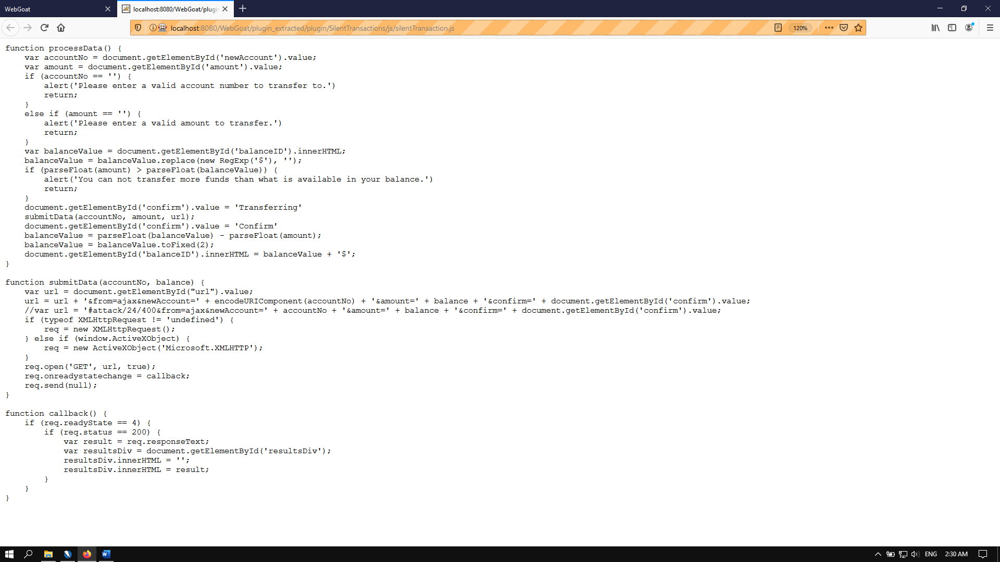 WebGoat
localhost:8080/WebGoat/plugi
localhost:8080/WebGoat/plugin_extracted/plugin/SilentTransactions/js/silentTransaction.js
120%
function processData() {
    var accountNo = document.getElementById('newAccount').value;
    var amount = document.getElementById('amount').value;
    if (accountNo == '') {
        alert('Please enter a valid account number to transfer to.')
        return;
    }
    else if (amount == '') {
        alert('Please enter a valid amount to transfer.')
        return;
    }
    var balanceValue = document.getElementById('balanceID').innerHTML;
    balanceValue = balanceValue.replace(new RegExp('$'), '');
    if (parseFloat(amount) > parseFloat(balanceValue)) {
        alert('You can not transfer more funds than what is available in your balance.')
        return;
    }
    document.getElementById('confirm').value = 'Transferring'
    submitData(accountNo, amount, url);
    document.getElementById('confirm').value = 'Confirm'
    balanceValue = parseFloat(balanceValue) - parseFloat(amount);
    balanceValue = balanceValue.toFixed(2);
    document.getElementById('balanceID').innerHTML = balanceValue + '$';
}
function submitData(accountNo, balance) {
    var url = document.getElementById("url").value;
    url = url + '&from=ajax&newAccount=' + encodeURIComponent(accountNo) + '&amount=' + balance + '&confirm=' + document.getElementById('confirm').value;
    //var url = '#attack/24/400&from=ajax&newAccount=' + accountNo + '&amount=' + balance + '&confirm=' + document.getElementById('confirm').value;
    if (typeof XMLHttpRequest != 'undefined') {
        req = new XMLHttpRequest();
    } else if (window.ActiveXObject) {
        req = new ActiveXObject('Microsoft.XMLHTTP');
    }
    req.open('GET', url, true);
    req.onreadystatechange = callback;
    req.send(null);
}
function callback() {
    if (req.readyState == 4) {
        if (req.status == 200) {
            var result = req.responseText;
            var resultsDiv = document.getElementById('resultsDiv');
            resultsDiv.innerHTML = '';
            resultsDiv.innerHTML = result;
        }
    }
}
ENG
2:30 AM